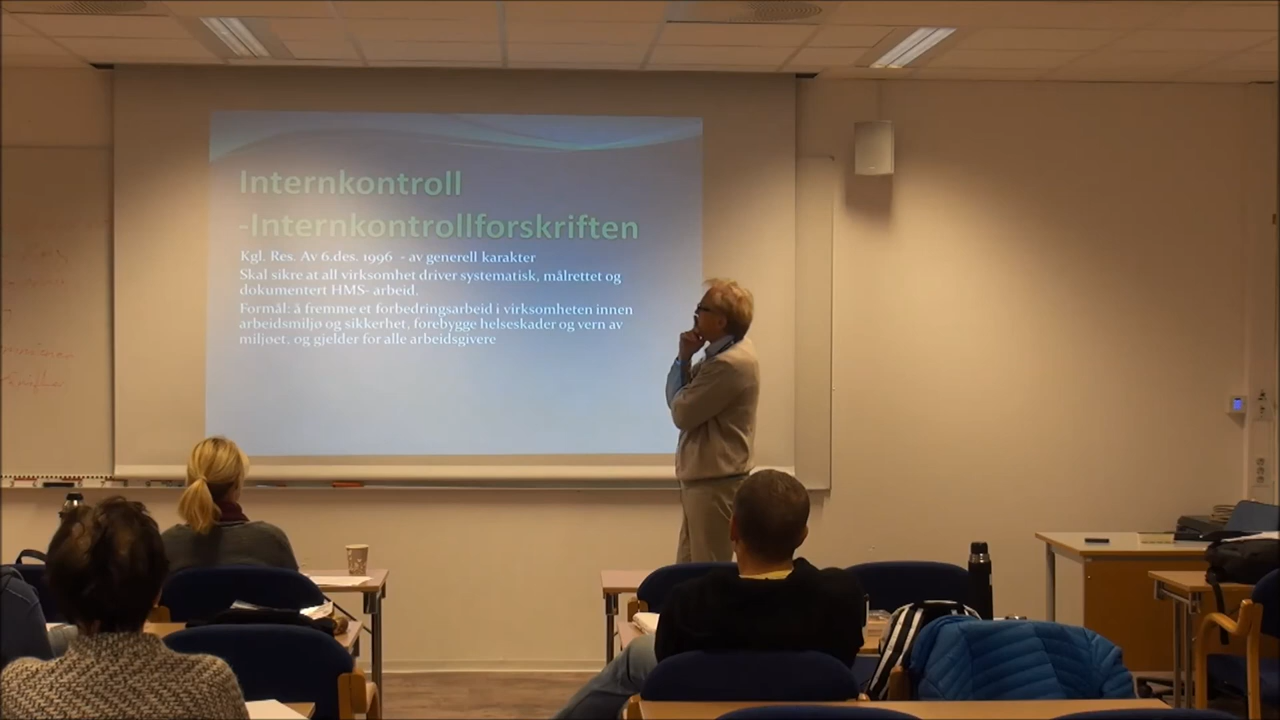 Internkontroll
-Internkontrollforskriften
Kgl. Res. Av 6.des. 1996 - av generell karakter
Skal sikre at all virksomhet driver systematisk, målrettet og
dokumentert HMS- arbeid.
Formål: å fremme et forbedringsarbeid i virksomheten innen
arbeidsmiljø og sikkerhet, forebygge helseskader og vern av
miljøet, og gjelder for alle arbeidsgivere